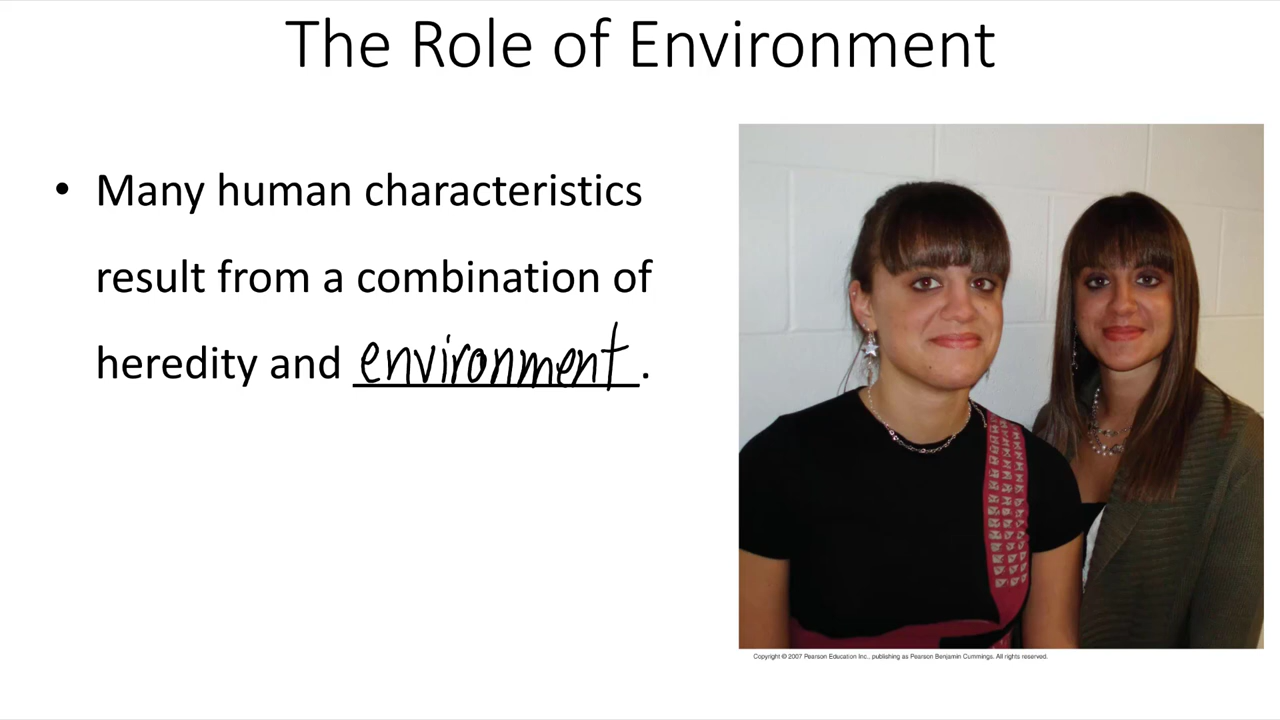 The Role of Environment
• Many human characteristics
result from a combination of
heredity and environment.
Copyright © 2007 Pearson Education Inc., publishing as Pearson Benjamin Cummings. All rights reserved.